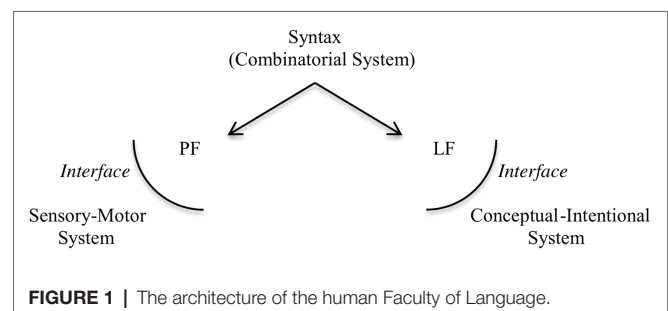 Syntax
(Combinatorial System)
PF
LF
Interface
Interface
Sensory-Motor
System
Conceptual-Intentional
System
FIGURE 1 | The architecture of the human Faculty of Language.